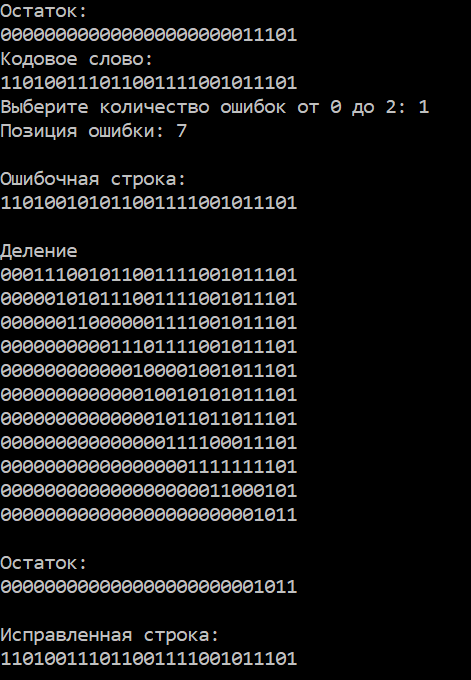 Остаток:
000000000000000000000011101
Кодовое слово:
110100111011001111001011101
Выберите количество ошибок от 0 до 2: 1
Позиция ошибки: 7
Ошибочная строка:
110100101011001111001011101
Деление
000111001011001111001011101
000001010111001111001011101
000000110000001111001011101
000000000011101111001011101
000000000000100001001011101
000000000000010010101011101
000000000000001011011011101
000000000000000111100011101
000000000000000001111111101
000000000000000000011000101
000000000000000000000001011
Остаток:
000000000000000000000001011
Исправленная строка:
110100111011001111001011101